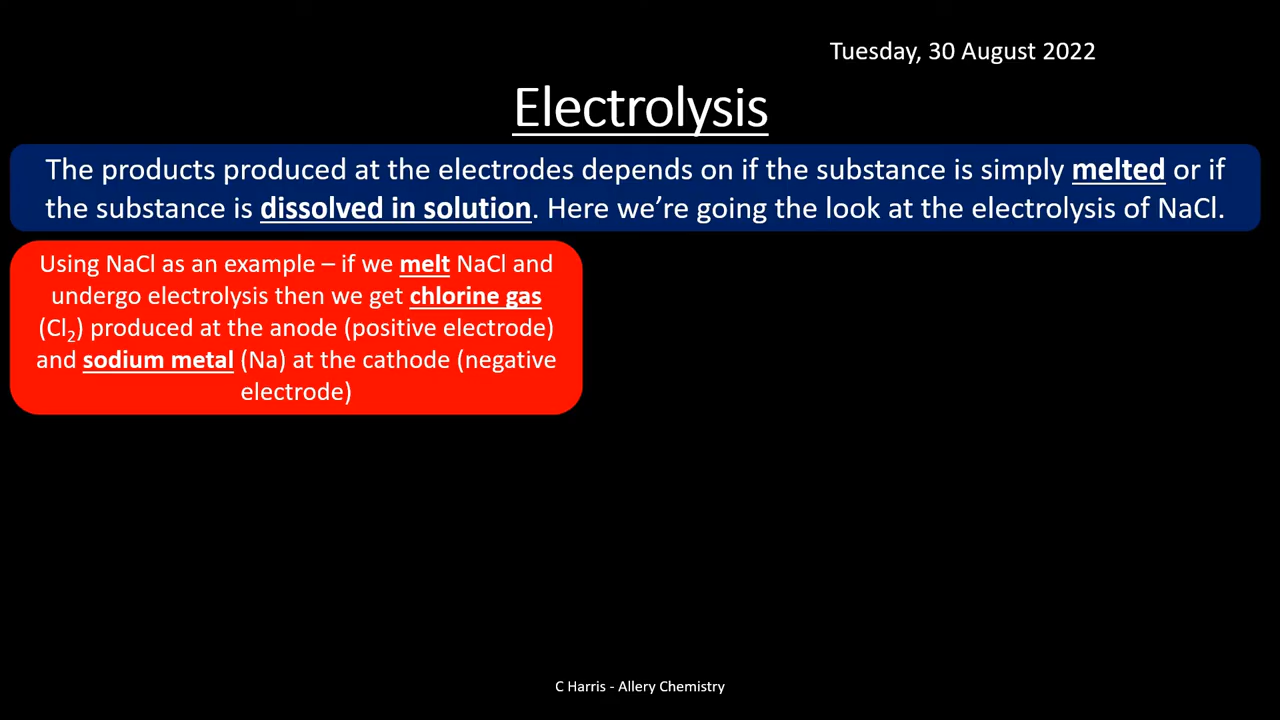 Tuesday, 30 August 2022
Electrolysis
The products produced at the electrodes depends on if the substance is simply melted or if
the substance is dissolved in solution. Here we’re going the look at the electrolysis of NaCl.
Using NaCl as an example – if we melt NaCl and
undergo electrolysis then we get chlorine gas
(Cl₂) produced at the anode (positive electrode)
and sodium metal (Na) at the cathode (negative
electrode)
C Harris - Allery Chemistry